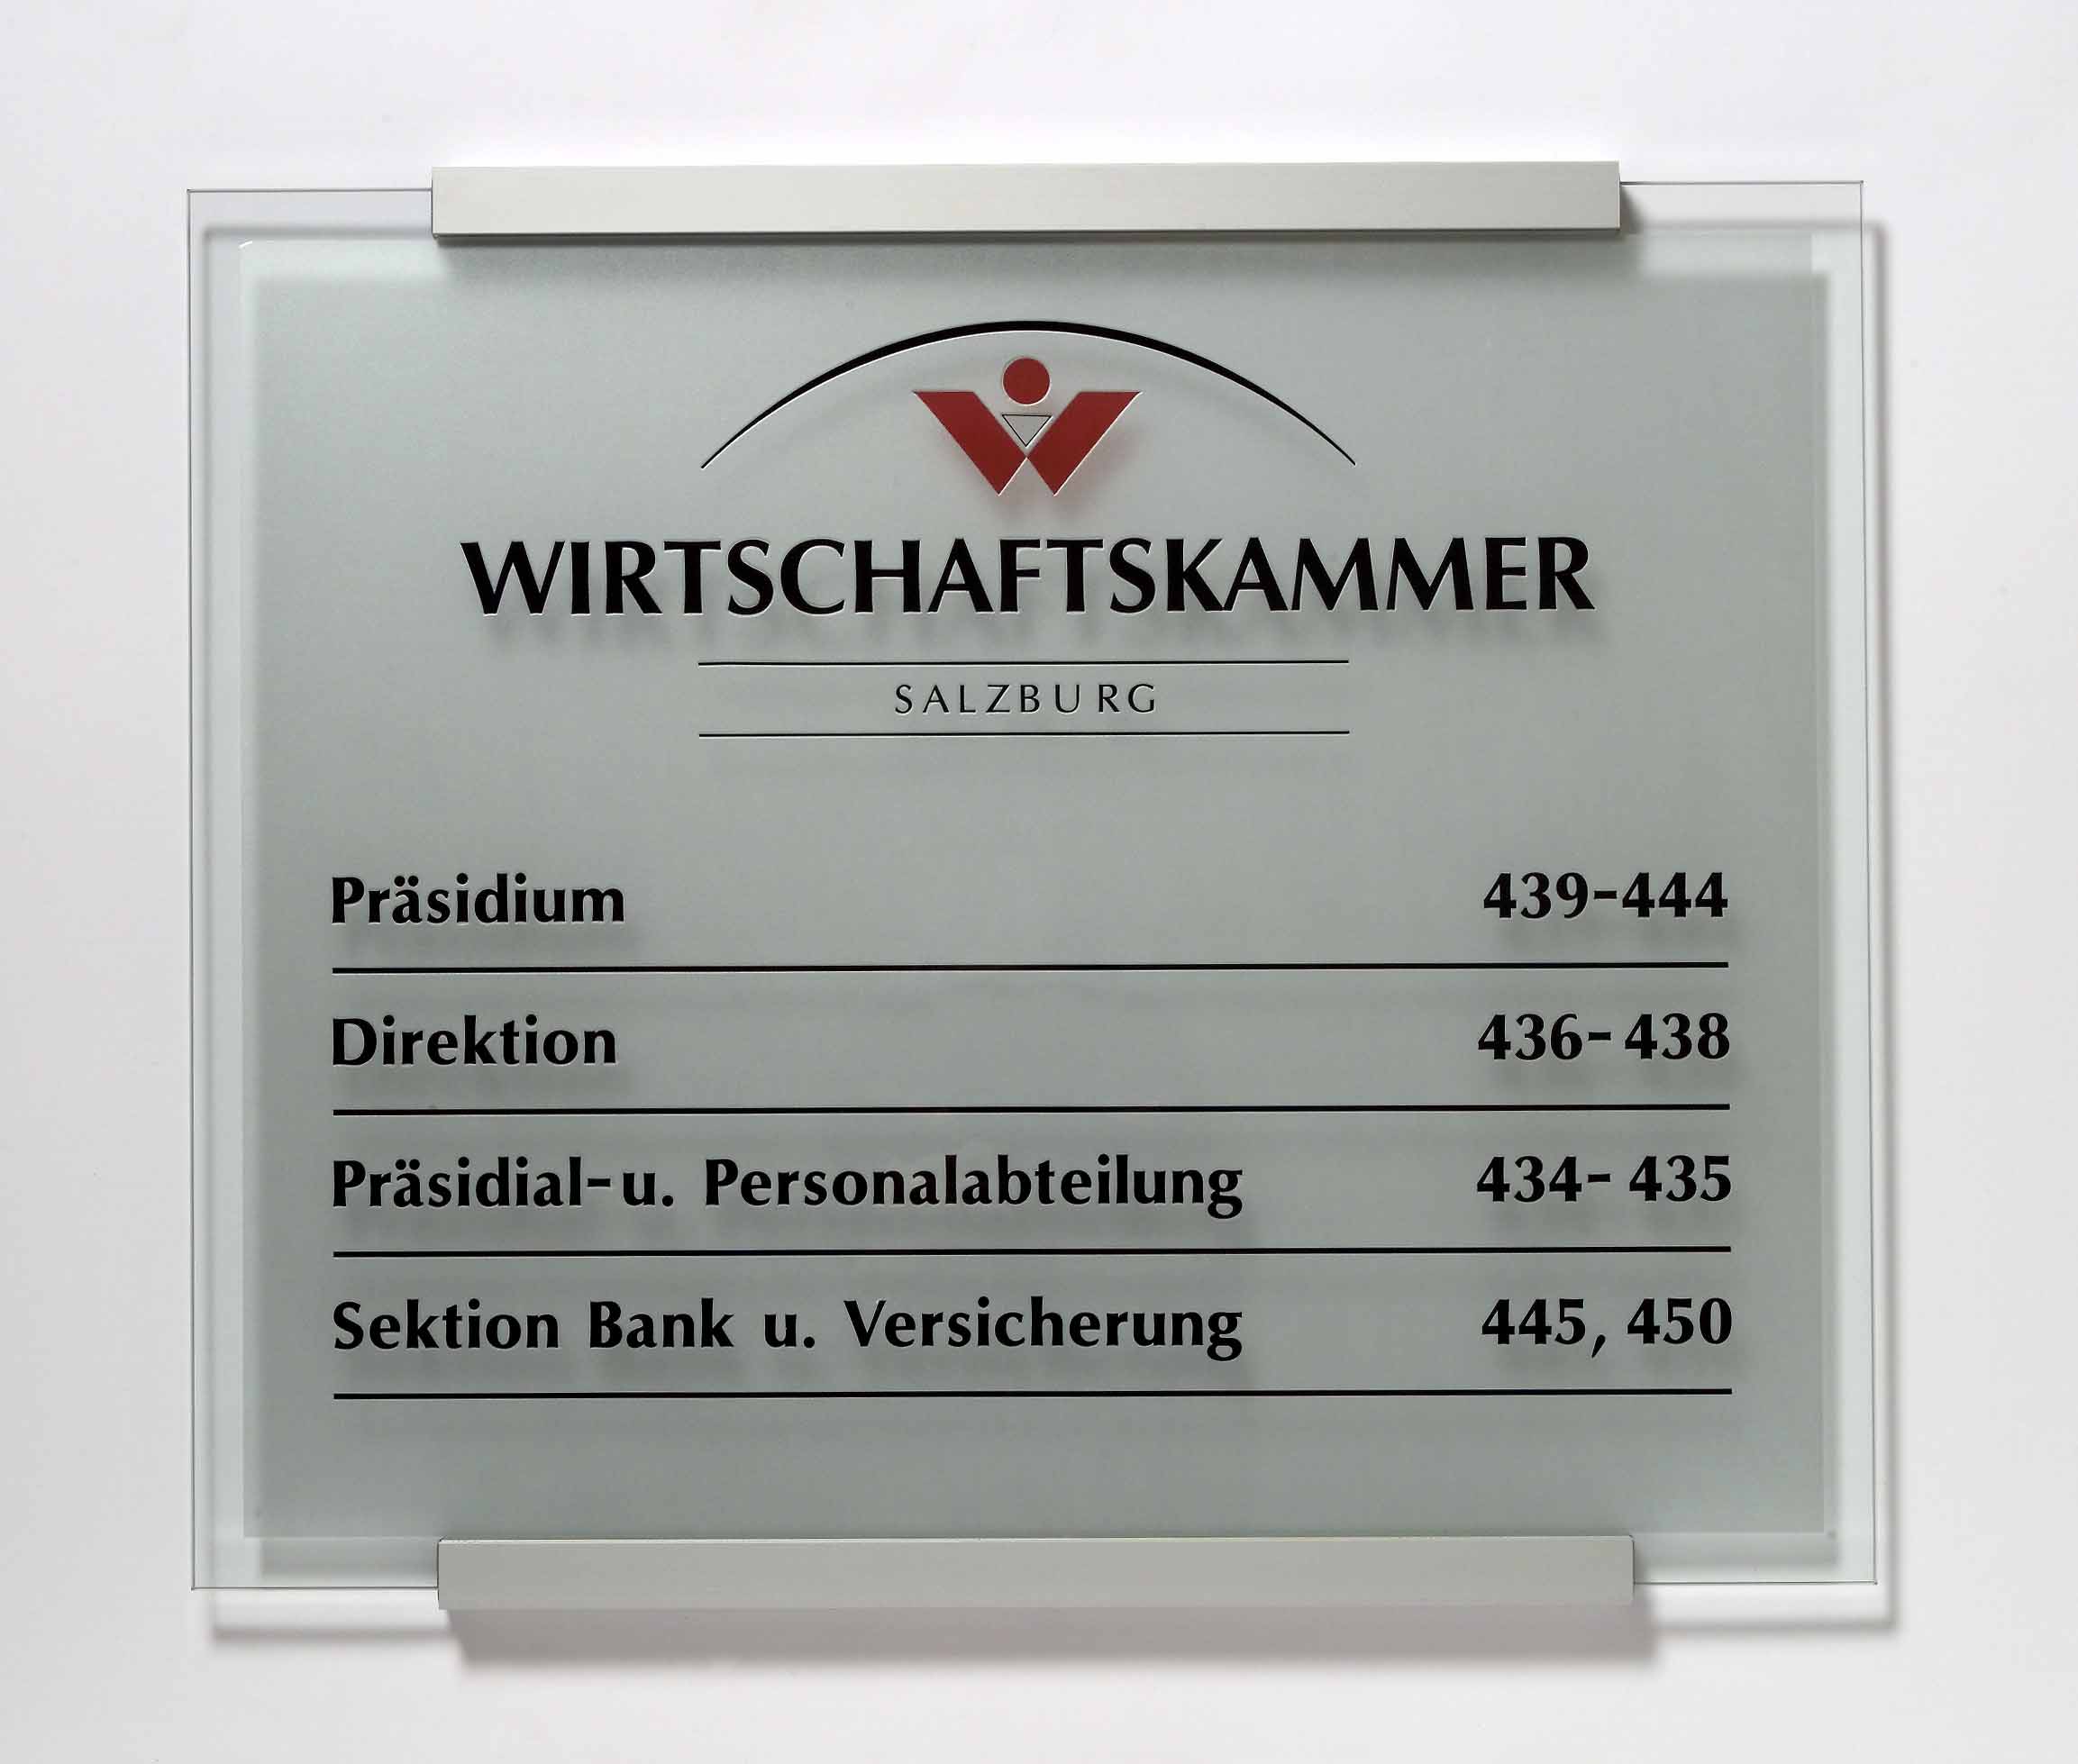 WIRTSCHAFTSKAMMER
SALZBURG
Präsidium 439-444
Direktion 436-438
Präsidial-u. Personalabteilung 434-435
Sektion Bank u. Versicherung 445, 450